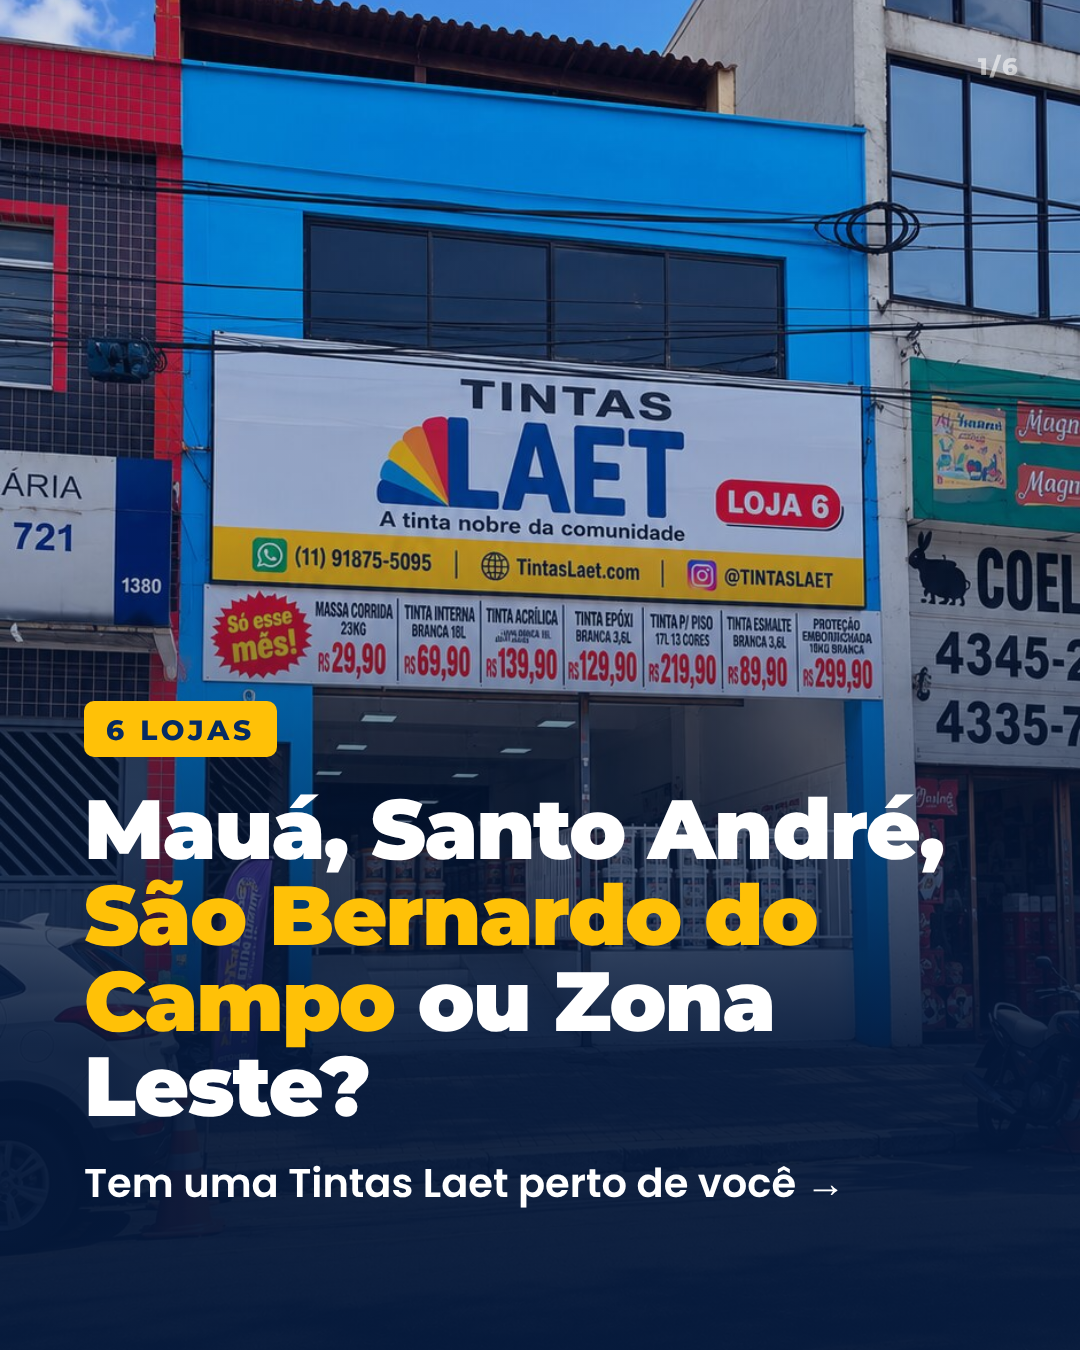 1/6
TINTAS
LAET
A tinta nobre da comunidade
LOJA 6
(11) 91875-5095 | TintasLaet.com | @TINTASLAET
Só esse
mês!
MASSA CORRIDA
23KG
R$29,90
TINTA INTERNA
BRANCA 18L
R$69,90
TINTA ACRÍLICA
R$139,90
TINTA EPÓXI
BRANCA 3,6L
R$129,90
TINTA P/ PISO
17L 13 CORES
R$219,90
TINTA ESMALTE
BRANCA 3,6L
R$89,90
PROTEÇÃO
R$299,90
ÁRIA
721
1380
Magn
Magn
COEL
4345-2
4335-7
6 LOJAS
Mauá, Santo André,
São Bernardo do
Campo ou Zona
Leste?
Tem uma Tintas Laet perto de você →